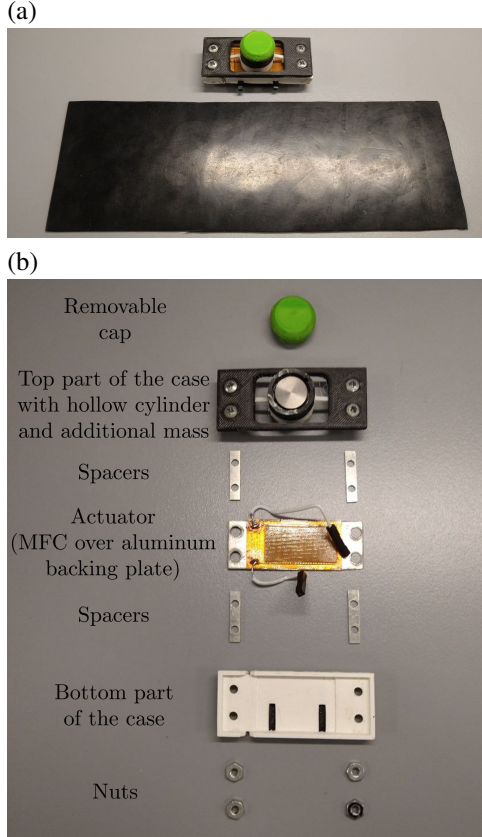 (a)
(b)
Removable
cap
Top part of the case
with hollow cylinder
and additional mass
Spacers
Actuator
(MFC over aluminum
backing plate)
Spacers
Bottom part
of the case
Nuts